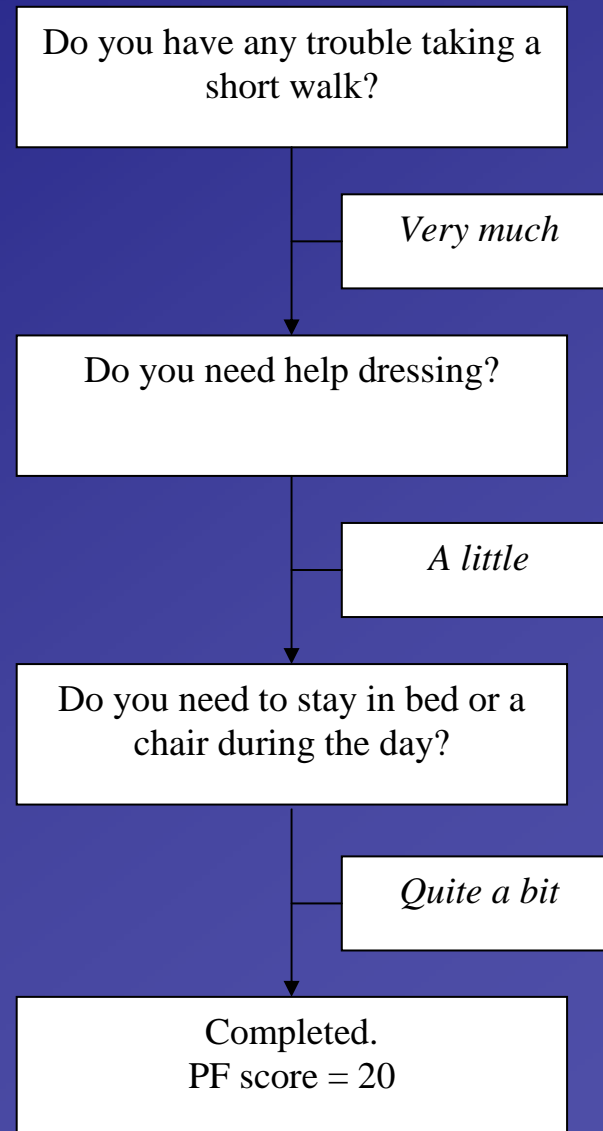 Do you have any trouble taking a
short walk?
Very much
Do you need help dressing?
A little
Do you need to stay in bed or a
chair during the day?
Quite a bit
Completed.
PF score = 20